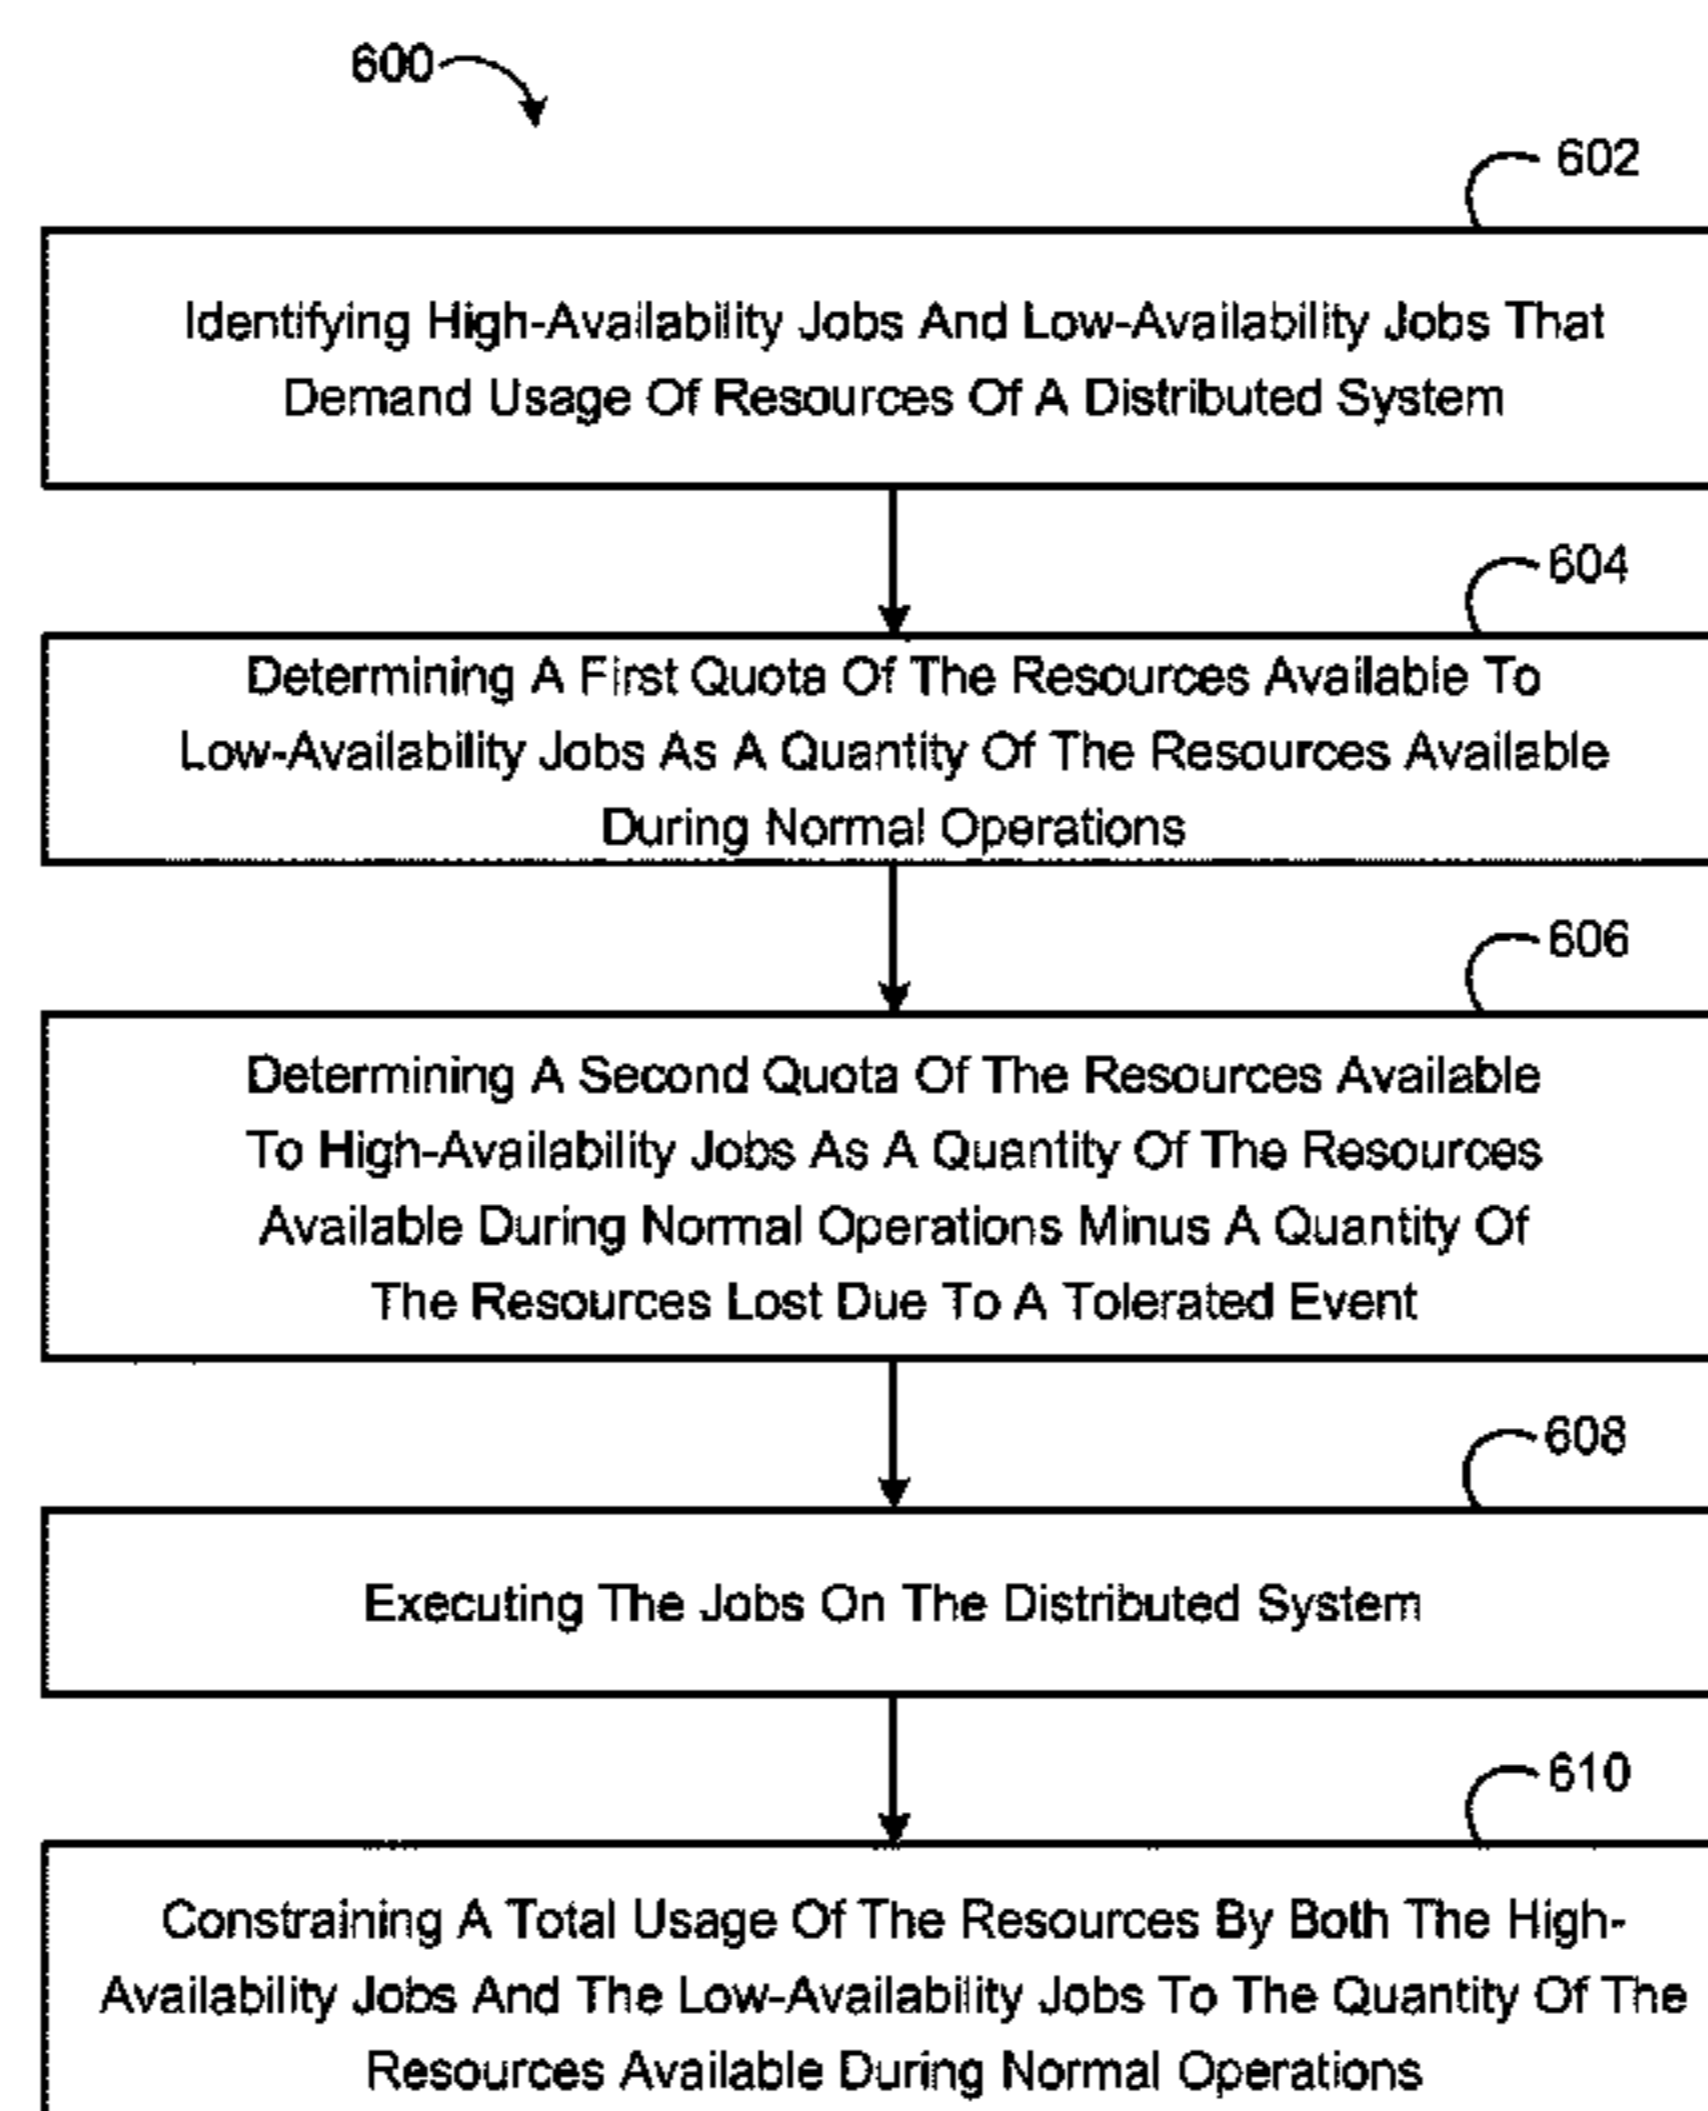 600
602
Identifying High-Availability Jobs And Low-Availability Jobs That
Demand Usage Of Resources Of A Distributed System
604
Determining A First Quota Of The Resources Available To
Low-Availability Jobs As A Quantity Of The Resources Available
During Normal Operations
606
Determining A Second Quota Of The Resources Available
To High-Availability Jobs As A Quantity Of The Resources
Available During Normal Operations Minus A Quantity Of
The Resources Lost Due To A Tolerated Event
608
Executing The Jobs On The Distributed System
610
Constraining A Total Usage Of The Resources By Both The High-
Availability Jobs And The Low-Availability Jobs To The Quantity Of The
Resources Available During Normal Operations